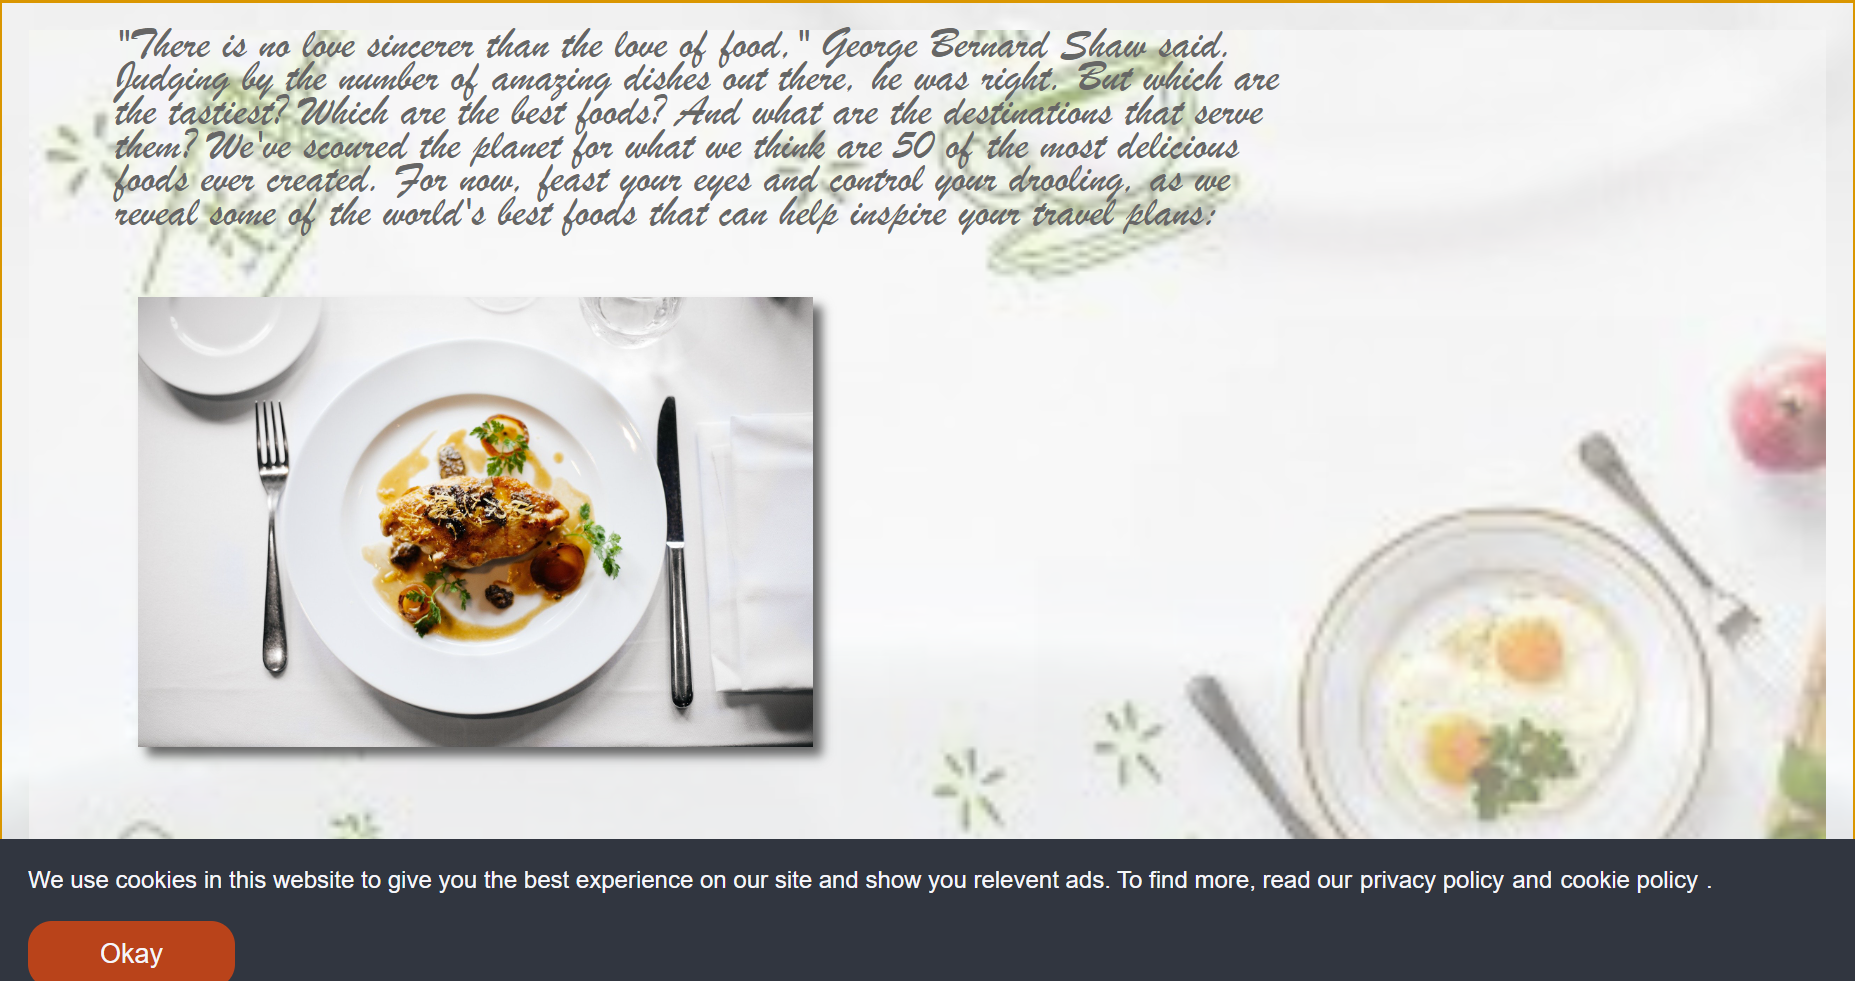 "There is no love sincerer than the love of food," George Bernard Shaw said.
Judging by the number of amazing dishes out there, he was right. But which are
the tastiest? Which are the best foods? And what are the destinations that serve
them? We've scoured the planet for what we think are 50 of the most delicious
foods ever created. For now, feast your eyes and control your drooling, as we
reveal some of the world's best foods that can help inspire your travel plans:
We use cookies in this website to give you the best experience on our site and show you relevent ads. To find more, read our privacy policy and cookie policy .
Okay